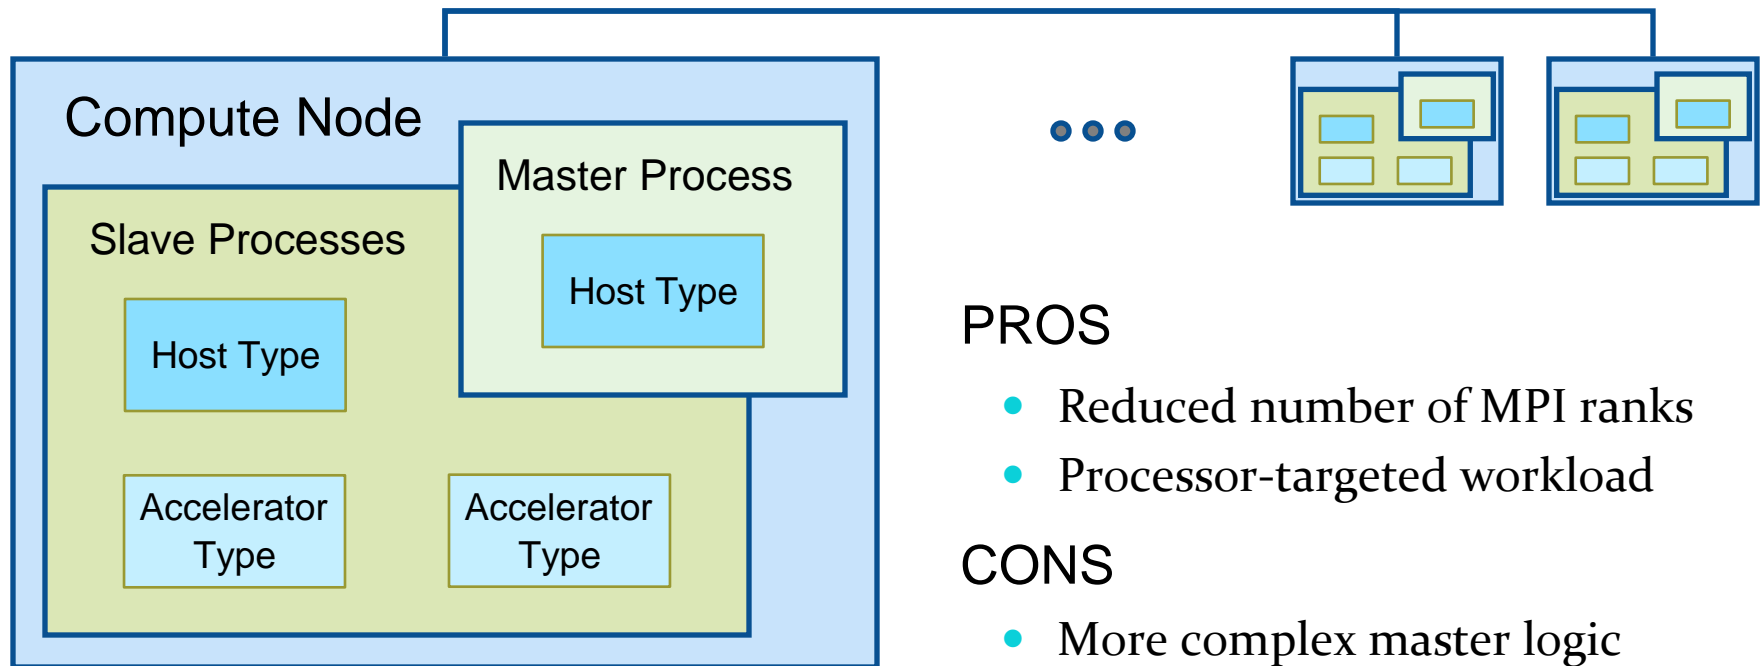 Compute Node
Master Process
Host Type
Slave Processes
Host Type
Accelerator
Type
Accelerator
Type
PROS
Reduced number of MPI ranks
Processor-targeted workload
CONS
More complex master logic